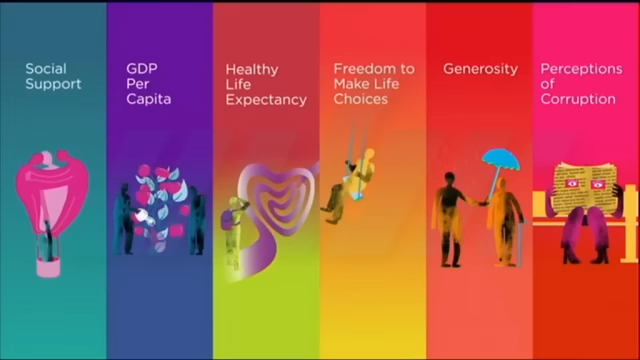 Social
Support
GDP
Per
Capita
Healthy
Life
Expectancy
Freedom to
Make Life
Choices
Generosity
Perceptions
of
Corruption